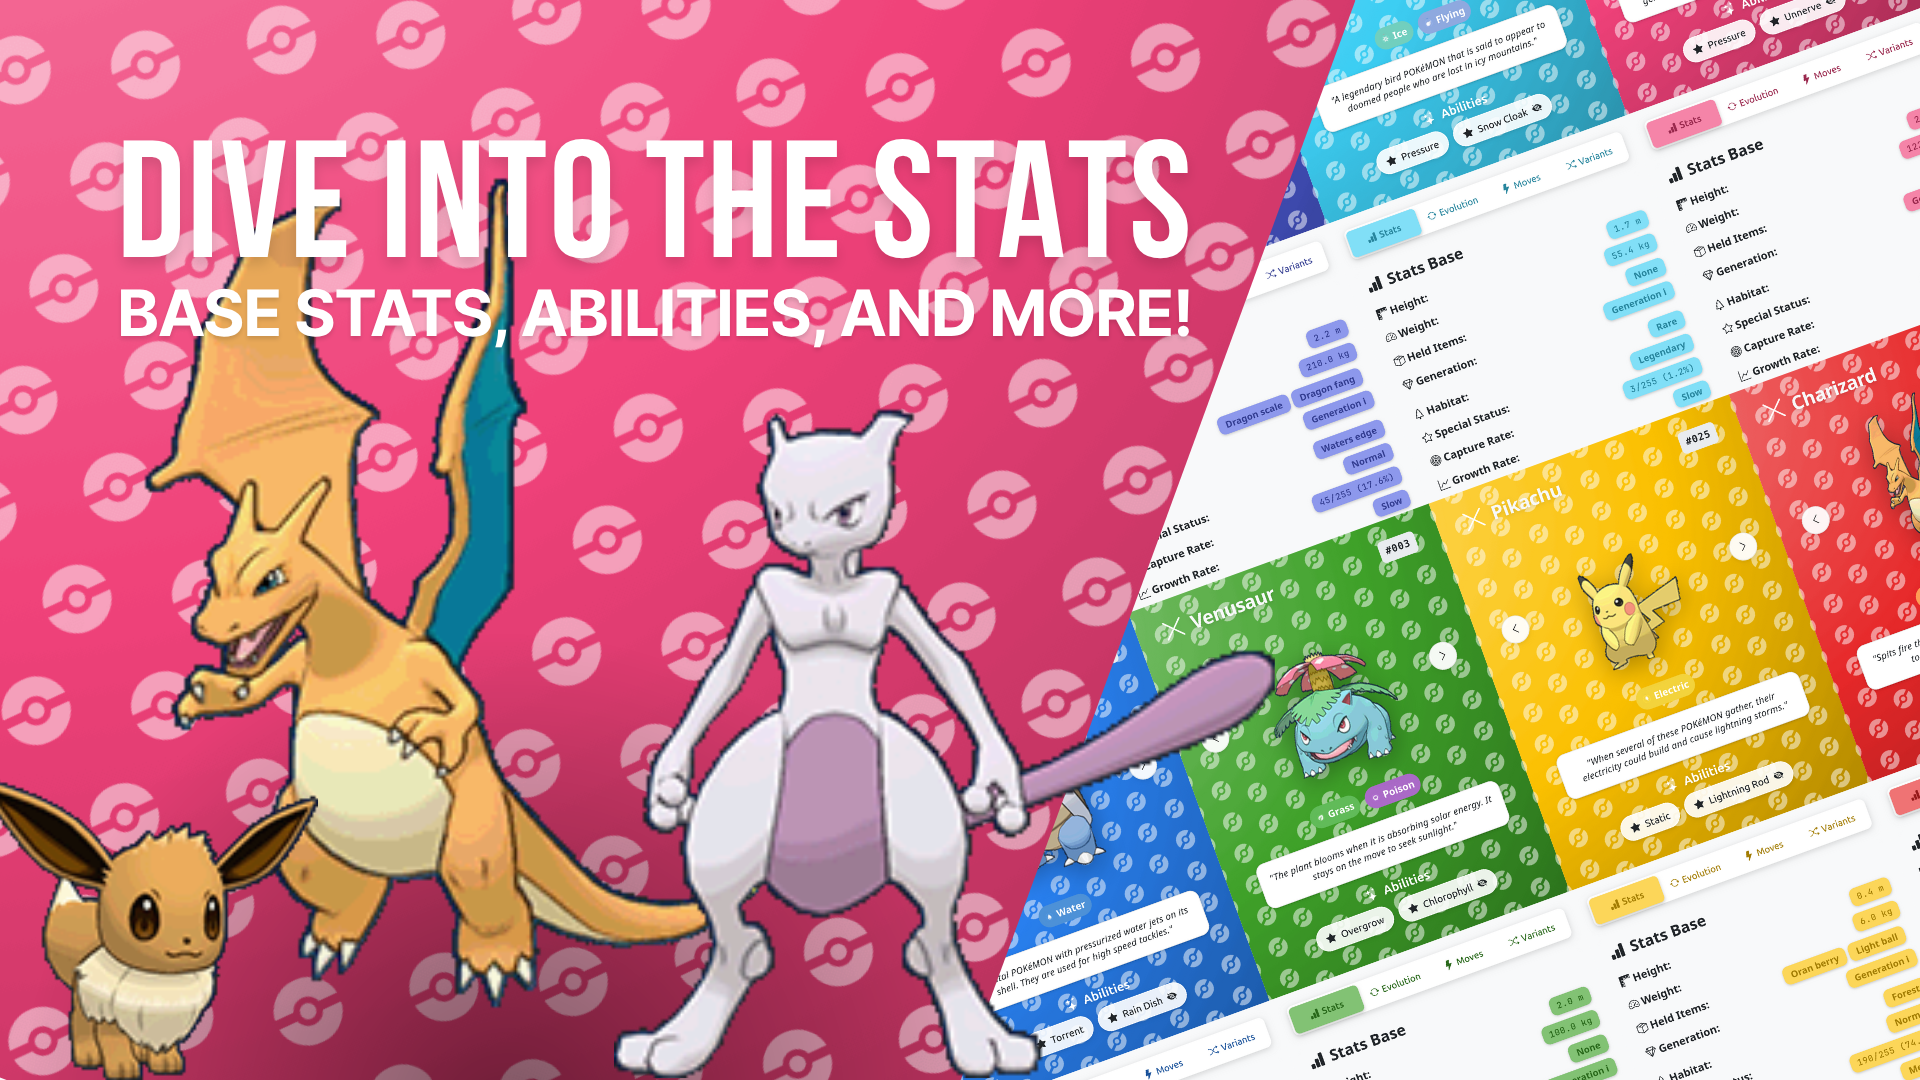 DIVE INTO THE STATS
BASE STATS, ABILITIES, AND MORE!
Variants
2.2 m
210.0 kg
Dragon scale
Dragon fang
Generation I
Waters edge
Normal
45/255 (17.6%)
Slow
Capture Rate:
Growth Rate:
Ice
Flying
"A legendary bird POKéMON that is said to appear to
doomed people who are lost in icy mountains."
Abilities
Pressure
Snow Cloak
Stats
Evolution
Moves
Variants
Stats Base
Height:
1.7 m
Weight:
55.4 kg
Held Items:
None
Generation:
Generation I
Habitat:
Rare
Special Status:
Legendary
Capture Rate:
3/255 (1.2%)
Growth Rate:
Slow
Pressure
Unnerve
Stats
Evolution
Moves
Variants
Stats Base
Height:
Weight:
Held Items:
Generation:
Habitat:
Special Status:
Capture Rate:
Growth Rate:
Water
POKéMON with pressurized water jets on its
shell. They are used for high speed tackles."
Abilities
Torrent
Rain Dish
Moves
Variants
Venusaur
#003
Grass
Poison
"The plant blooms when it is absorbing solar energy. It
stays on the move to seek sunlight."
Abilities
Overgrow
Chlorophyll
Stats
Evolution
Moves
Variants
Stats Base
2.0 m
100.0 kg
None
Pikachu
#025
Electric
"When several of these POKéMON gather, their
electricity could build and cause lightning storms."
Abilities
Static
Lightning Rod
Stats
Evolution
Moves
Variants
Stats Base
Height:
0.4 m
Weight:
6.0 kg
Held Items:
Oran berry
Light ball
Generation:
Generation I
Habitat:
Forest
Charizard
"Spits fire